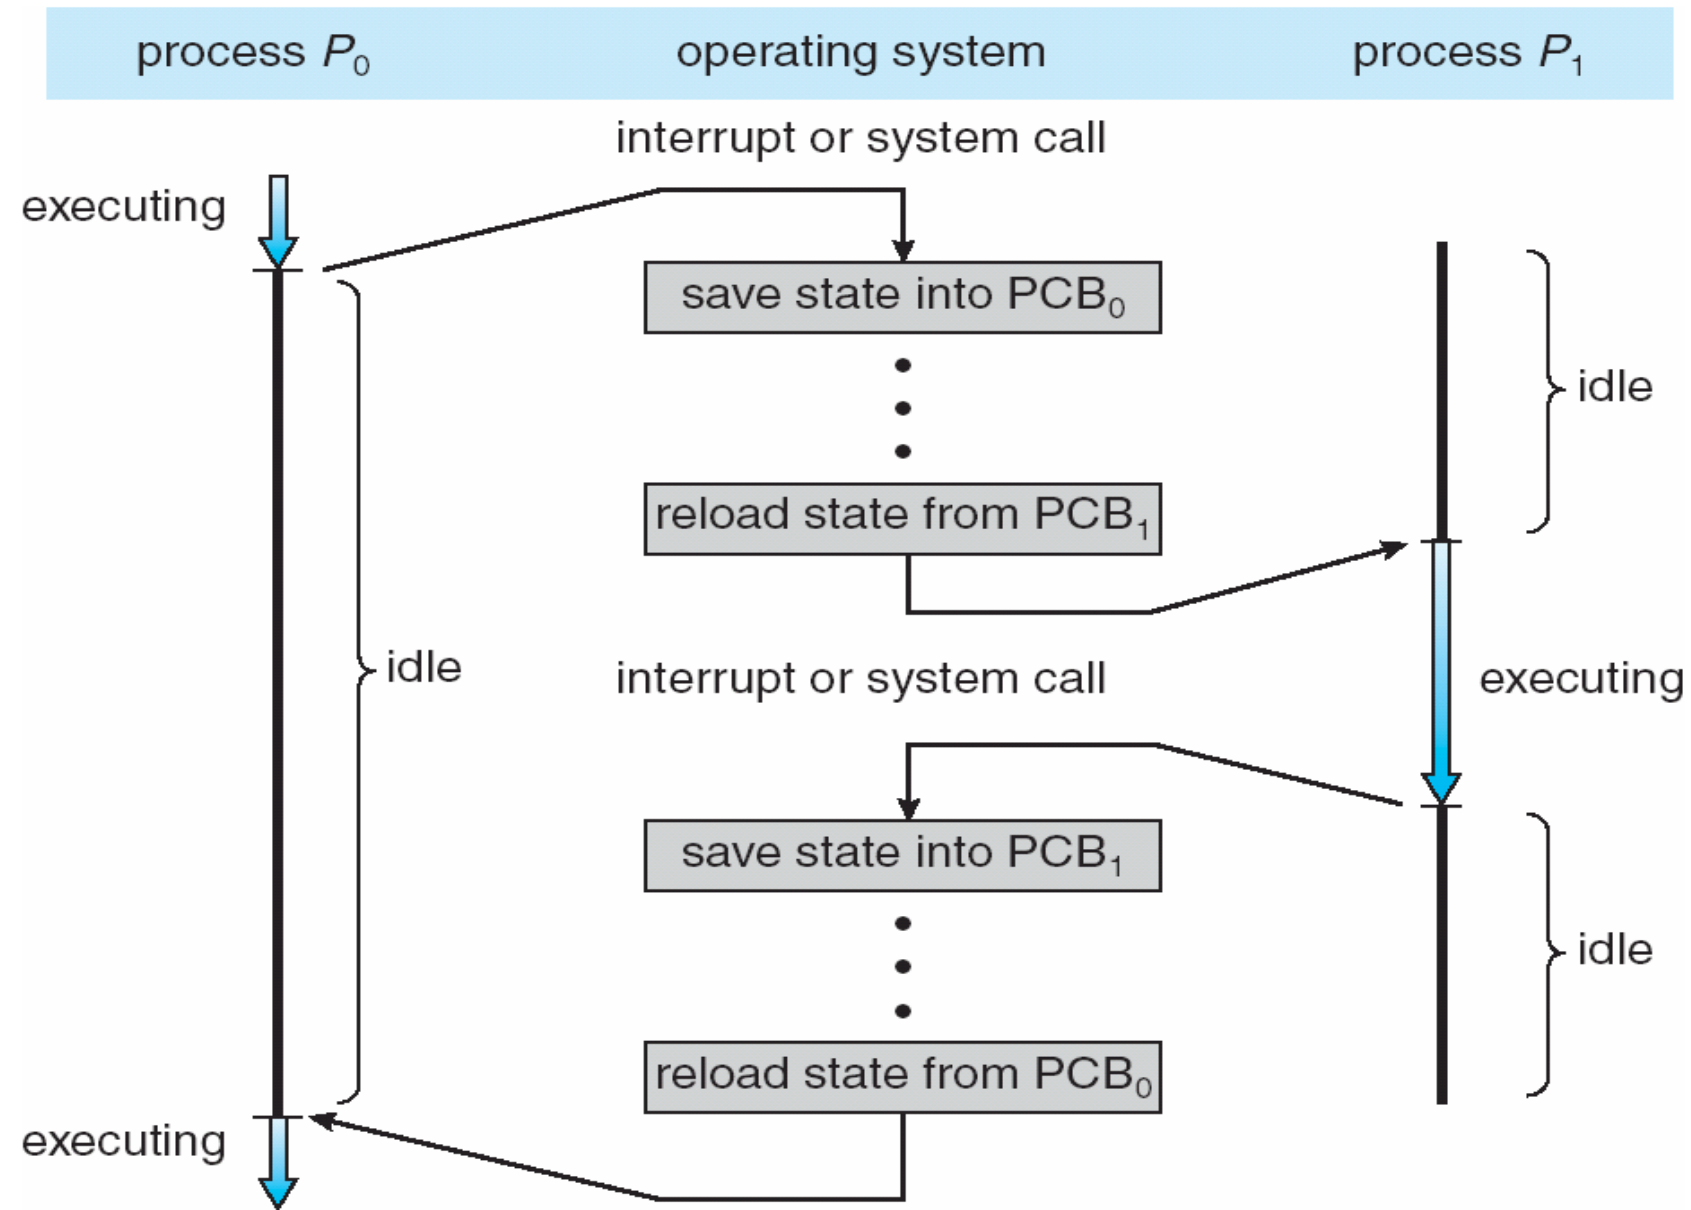 process P₀
operating system
process P₁
interrupt or system call
executing
save state into PCB₀
idle
reload state from PCB₁
idle
interrupt or system call
executing
save state into PCB₁
idle
reload state from PCB₀
executing